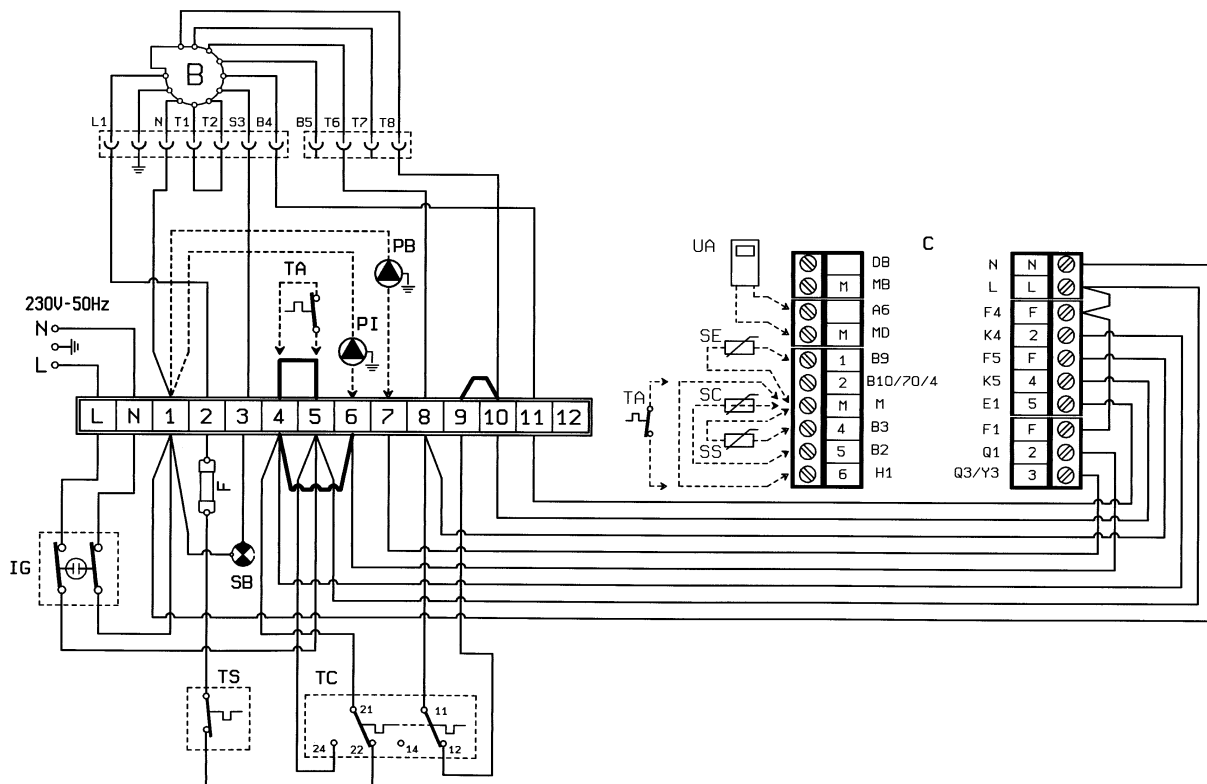 B
L1 N T1 T2 S3 B4 B5 T6 T7 T8
PB
TA
PI
230V-50Hz
N
L
L N 1 2 3 4 5 6 7 8 9 10 11 12
F
IG
SB
TS
TC
21 11
24 22 14 12
UA
C
SE
TA
SC
SS
DB
M MB
A6
M MD
1 B9
2 B10/70/4
M M
4 B3
5 B2
6 H1
N N
L L
F4 F
K4 2
F5 F
K5 4
E1 5
F1 F
Q1 2
Q3/Y3 3